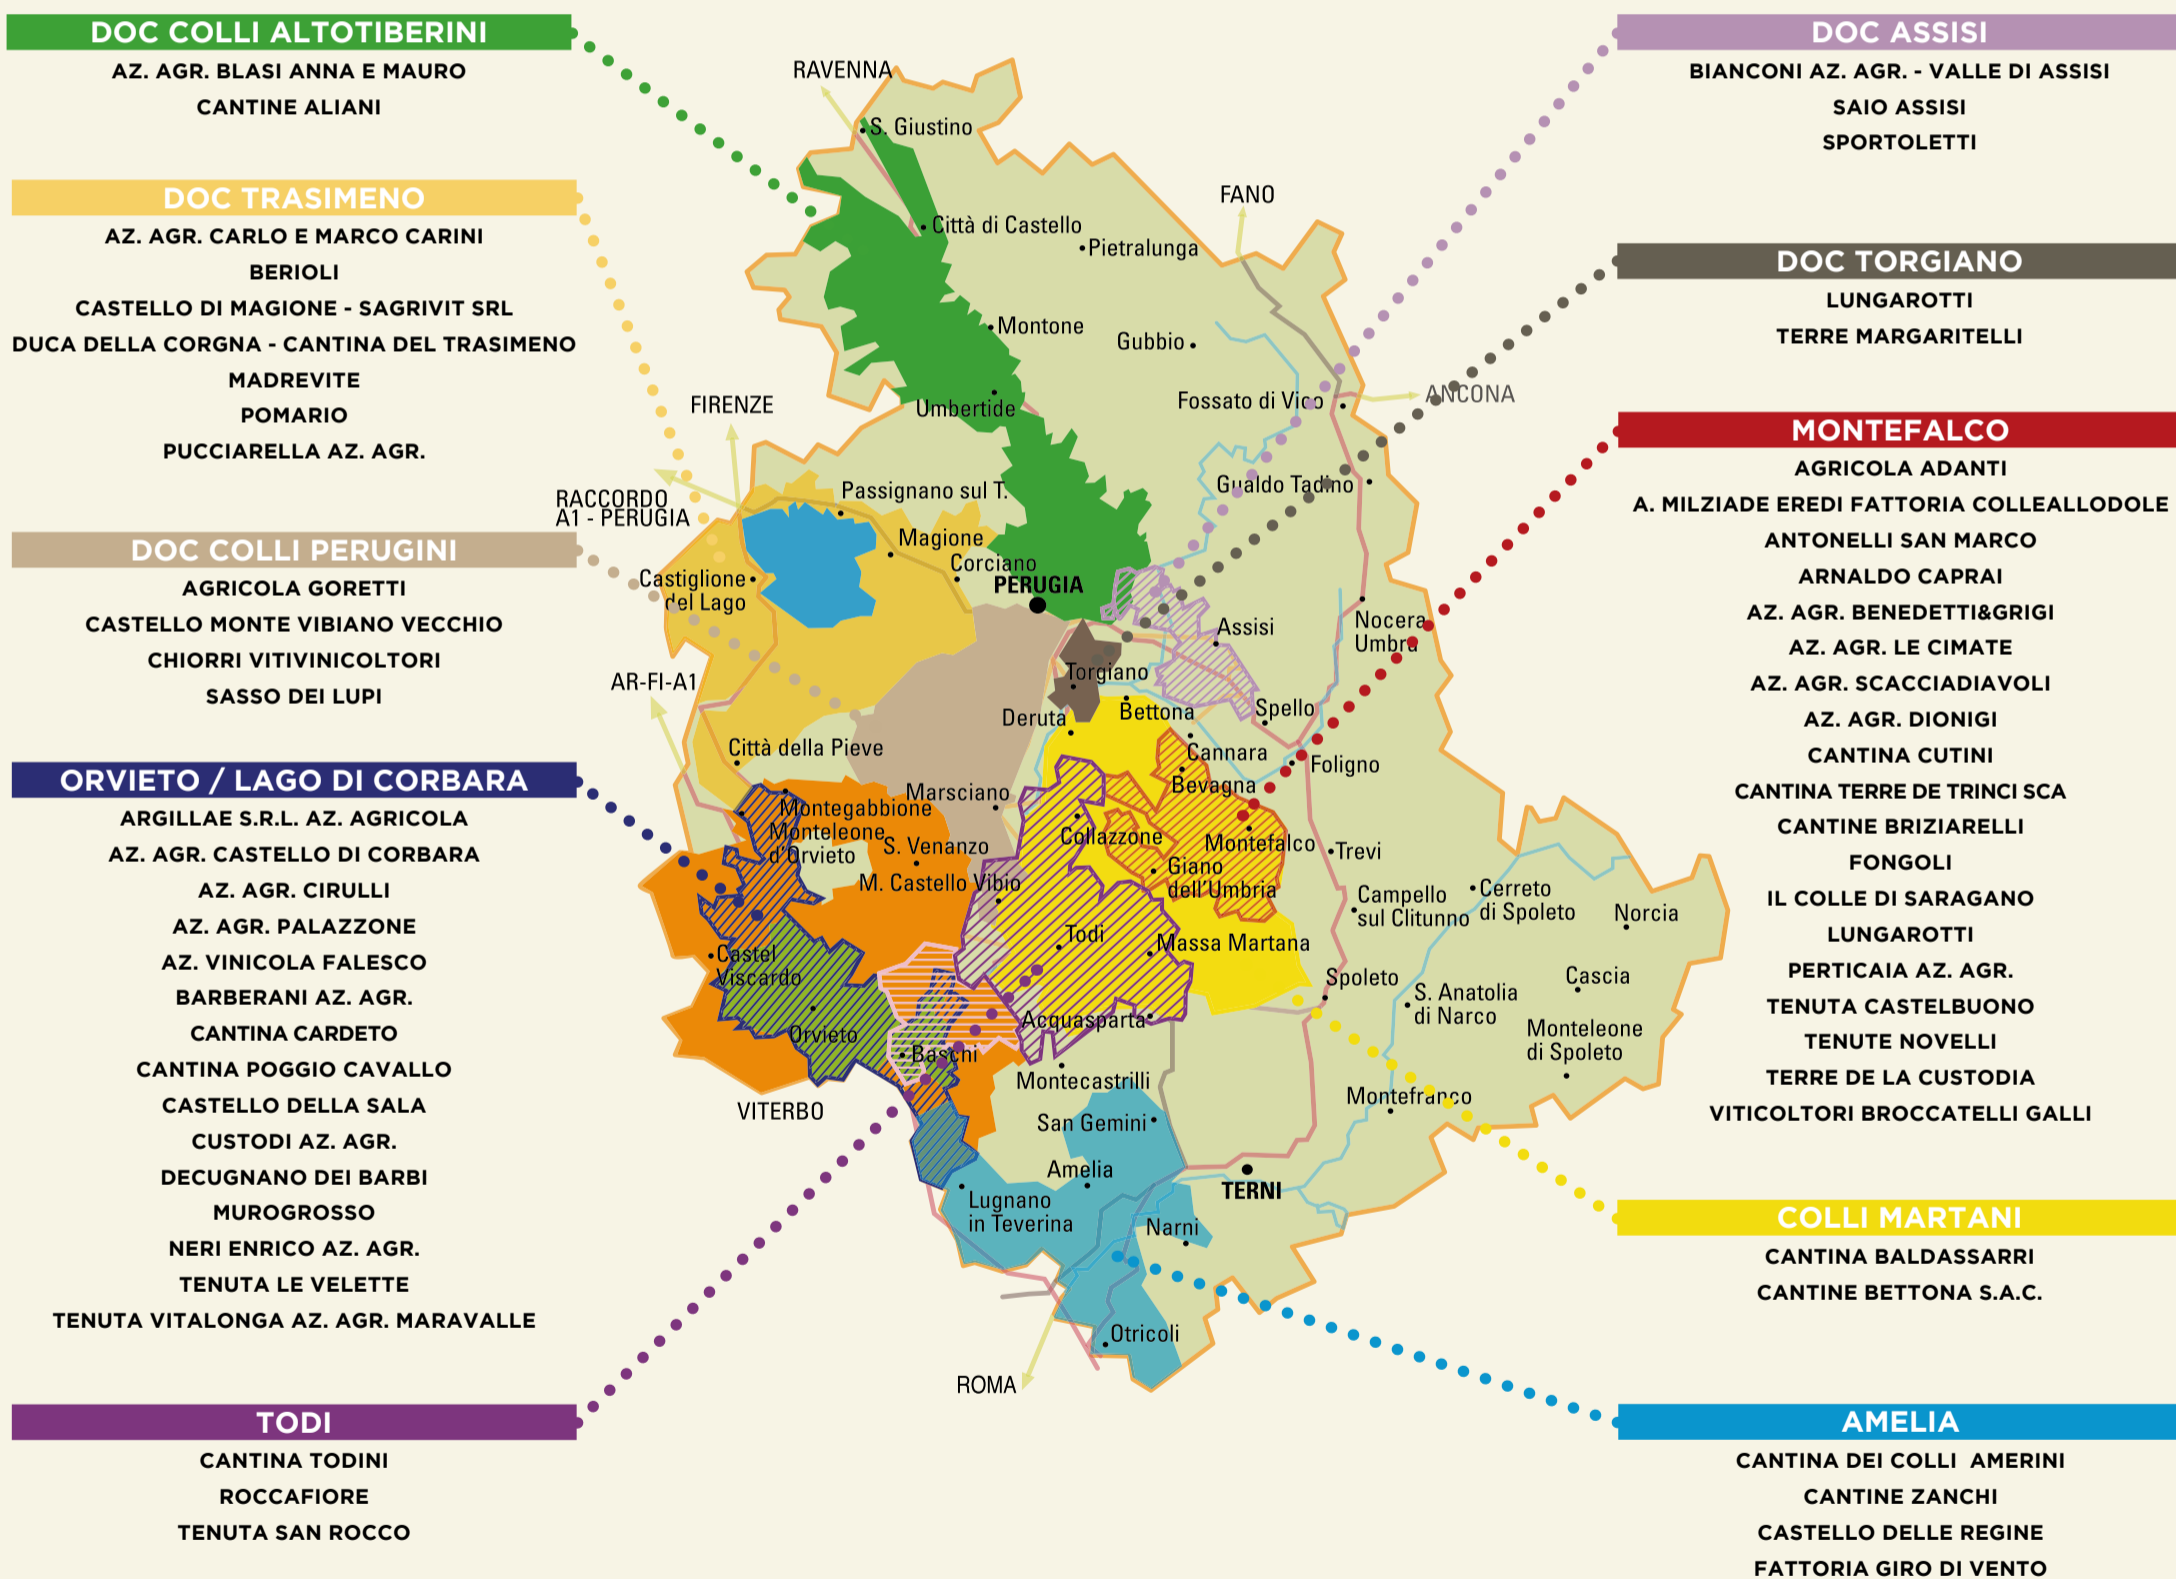 DOC COLLI ALTOTIBERINI
AZ. AGR. BLASI ANNA E MAURO
CANTINE ALIANI
DOC TRASIMENO
AZ. AGR. CARLO E MARCO CARINI
BERIOLI
CASTELLO DI MAGIONE - SAGRIVIT SRL
DUCA DELLA CORGNA - CANTINA DEL TRASIMENO
MADREVITE
POMARIO
PUCCIARELLA AZ. AGR.
DOC COLLI PERUGINI
AGRICOLA GORETTI
CASTELLO MONTE VIBIANO VECCHIO
CHIORRI VITIVINICOLTORI
SASSO DEI LUPI
ORVIETO / LAGO DI CORBARA
ARGILLAE S.R.L. AZ. AGRICOLA
AZ. AGR. CASTELLO DI CORBARA
AZ. AGR. CIRULLI
AZ. AGR. PALAZZONE
AZ. VINICOLA FALESCO
BARBERANI AZ. AGR.
CANTINA CARDETO
CANTINA POGGIO CAVALLO
CASTELLO DELLA SALA
CUSTODI AZ. AGR.
DECUGNANO DEI BARBI
MUROGROSSO
NERI ENRICO AZ. AGR.
TENUTA LE VELETTE
TENUTA VITALONGA AZ. AGR. MARAVALLE
TODI
CANTINA TODINI
ROCCAFIORE
TENUTA SAN ROCCO
RAVENNA
S. Giustino
FANO
Città di Castello
Pietralunga
Montone
Gubbio
Fossato di Vico
ANCONA
Umbertide
FIRENZE
Gualdo Tadino
Passignano sul T.
RACCORDO
A1 - PERUGIA
Magione
Corciano
PERUGIA
Castiglione
del Lago
Assisi
Nocera
Umbra
Torgiano
AR-FI-A1
Deruta
Bettona
Spello
Città della Pieve
Cannara
Foligno
Bevagna
Marsciano
Montegabbione
Monteleone
d'Orvieto
S. Venanzo
Collazzone
Montefalco
Trevi
Giano
dell'Umbria
M. Castello Vibio
Campello
sul Clitunno
Cerreto
di Spoleto
Norcia
Todi
Massa Martana
Castel
Viscardo
Spoleto
Cascia
S. Anatolia
di Narco
Acquasparta
Monteleone
di Spoleto
Orvieto
Baschi
Montecastrilli
Montefranco
VITERBO
San Gemini
Amelia
TERNI
Lugnano
in Teverina
Narni
Otricoli
ROMA
DOC ASSISI
BIANCONI AZ. AGR. - VALLE DI ASSISI
SAIO ASSISI
SPORTOLETTI
DOC TORGIANO
LUNGAROTTI
TERRE MARGARITELLI
MONTEFALCO
AGRICOLA ADANTI
A. MILZIADE EREDI FATTORIA COLLEALLODOLE
ANTONELLI SAN MARCO
ARNALDO CAPRAI
AZ. AGR. BENEDETTI&GRIGI
AZ. AGR. LE CIMATE
AZ. AGR. SCACCIADIAVOLI
AZ. AGR. DIONIGI
CANTINA CUTINI
CANTINA TERRE DE TRINCI SCA
CANTINE BRIZIARELLI
FONGOLI
IL COLLE DI SARAGANO
LUNGAROTTI
PERTICAIA AZ. AGR.
TENUTA CASTELBUONO
TENUTE NOVELLI
TERRE DE LA CUSTODIA
VITICOLTORI BROCCATELLI GALLI
COLLI MARTANI
CANTINA BALDASSARRI
CANTINE BETTONA S.A.C.
AMELIA
CANTINA DEI COLLI AMERINI
CANTINE ZANCHI
CASTELLO DELLE REGINE
FATTORIA GIRO DI VENTO